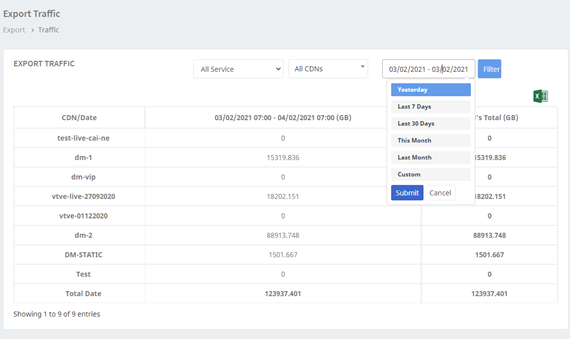 Export Traffic
Export > Traffic
EXPORT TRAFFIC
All Service
All CDNs
03/02/2021 - 03/02/2021
Filter
Yesterday
Last 7 Days
Last 30 Days
This Month
Last Month
Custom
Submit Cancel
CDN/Date 03/02/2021 07:00 - 04/02/2021 07:00 (GB) 's Total (GB)
test-live-cai-ne 0 0
dm-1 15319.836 15319.836
dm-vip 0 0
vtve-live-27092020 18202.151 18202.151
vtve-01122020 0 0
dm-2 88913.748 88913.748
DM-STATIC 1501.667 1501.667
Test 0 0
Total Date 123937.401 123937.401
Showing 1 to 9 of 9 entries